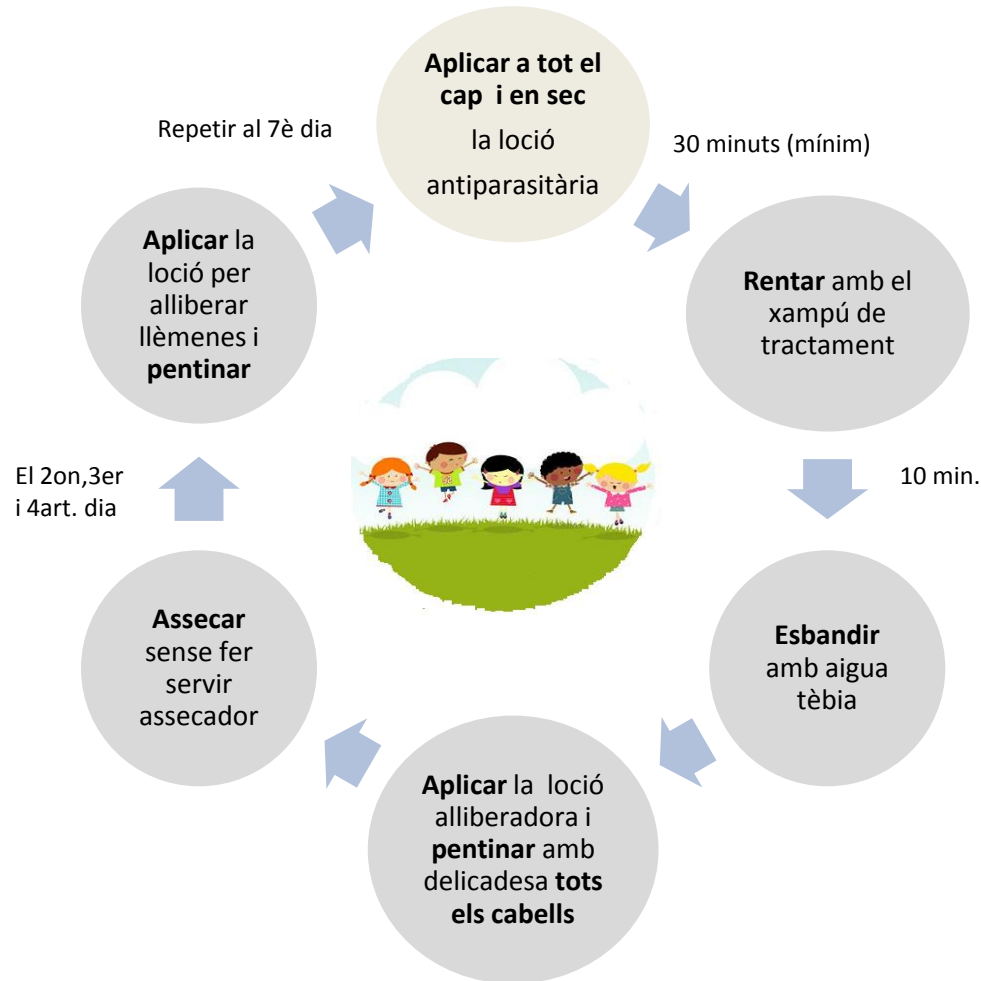 Aplicar a tot el
cap i en sec
la loció
antiparasitària
30 minuts (mínim)
Rentar amb el
xampú de
tractament
10 min.
Esbandir
amb aigua
tèbia
Aplicar la loció
alliberadora i
pentinar amb
delicadesa tots
els cabells
Assecar
sense fer
servir
assecador
El 2on,3er
i 4art. dia
Aplicar la
loció per
alliberar
llèmenes i
pentinar
Repetir al 7è dia